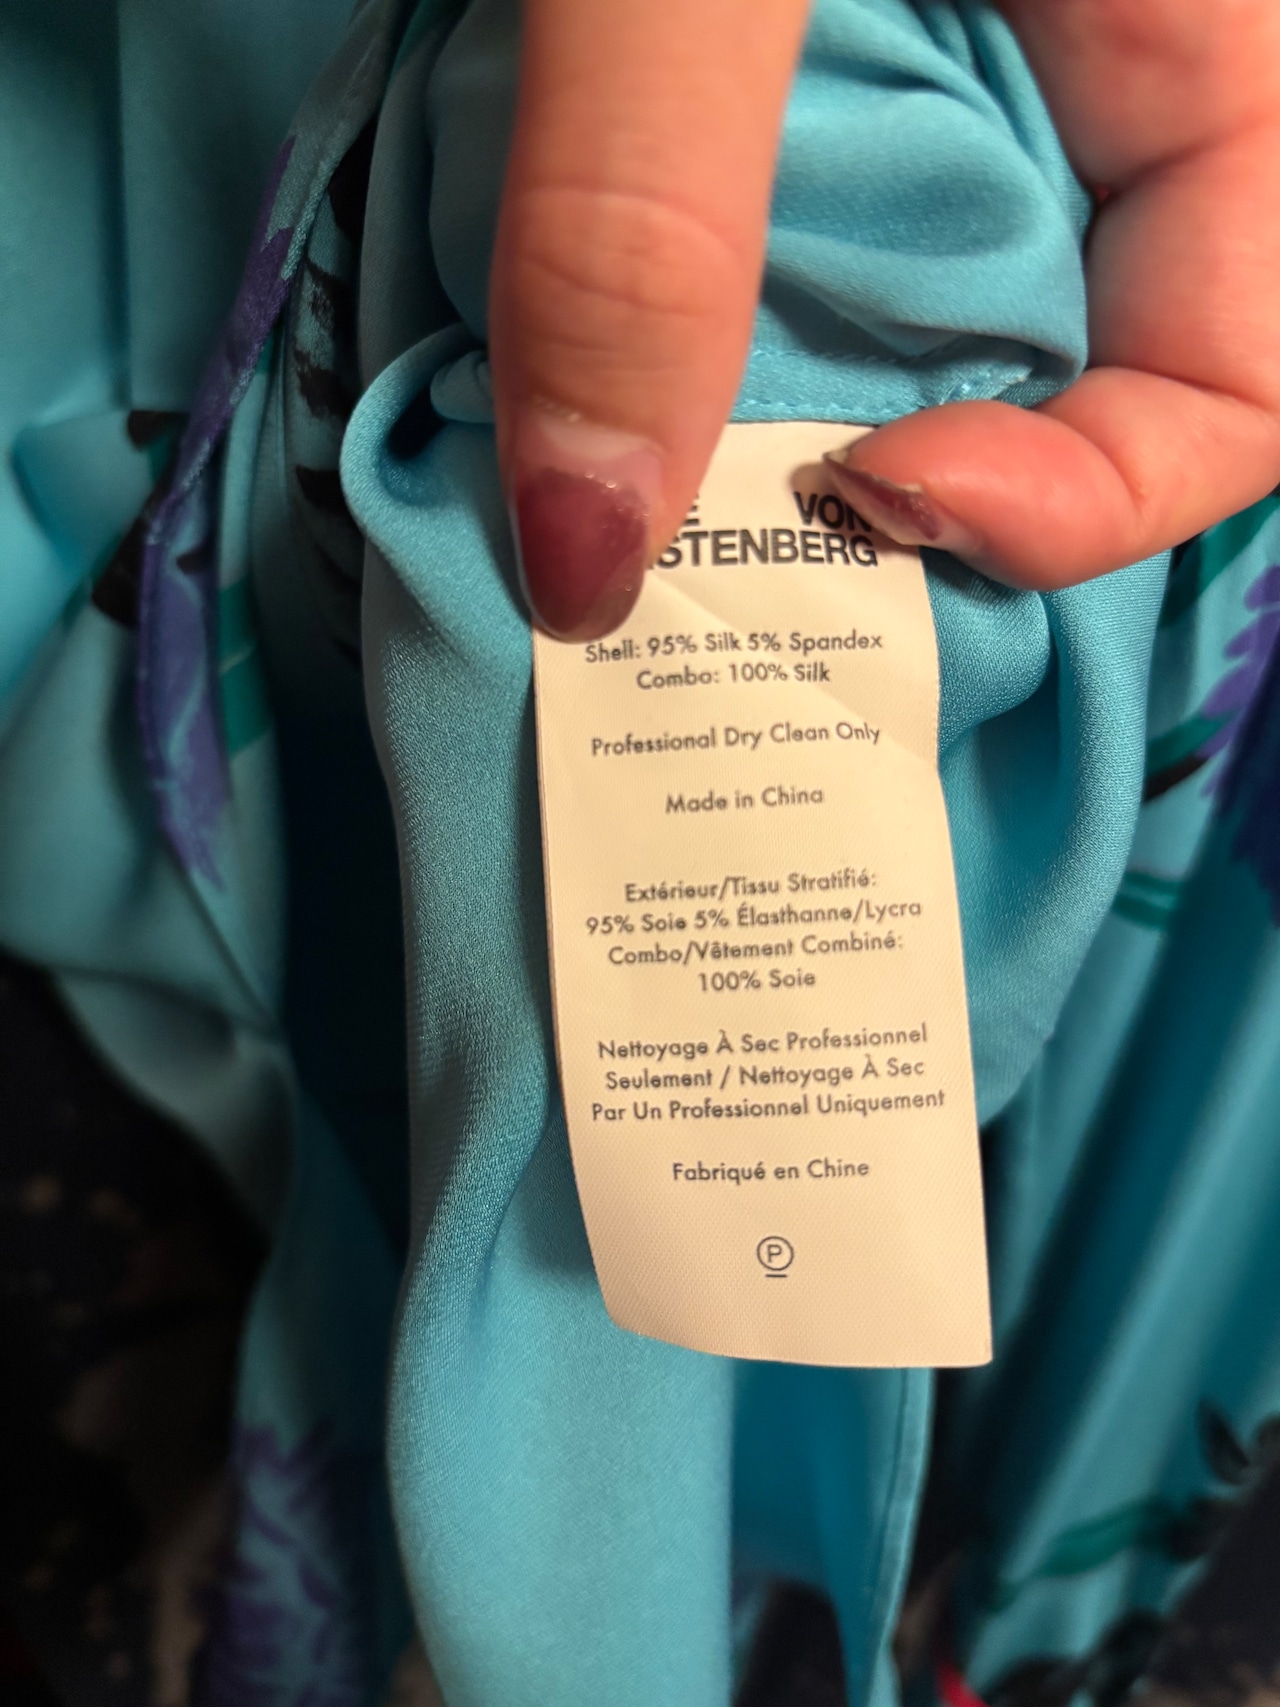 VON
STENBERG
Shell: 95% Silk 5% Spandex
Combo: 100% Silk
Professional Dry Clean Only
Made in China
Extérieur/Tissu Stratifié:
95% Soie 5% Élasthanne/Lycra
Combo/Vêtement Combiné:
100% Soie
Nettoyage À Sec Professionnel
Seulement / Nettoyage À Sec
Par Un Professionnel Uniquement
Fabriqué en Chine
P